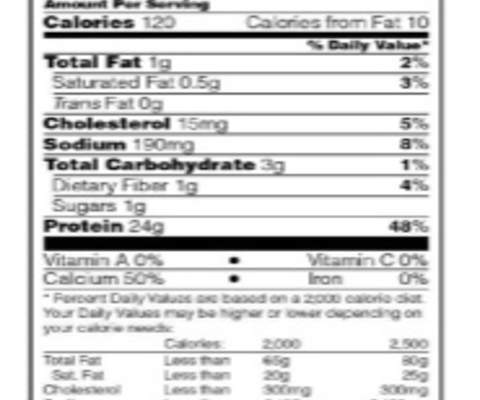 Amount Per Serving
Calories 120 Calories from Fat 10
% Daily Value*
Total Fat 1g 2%
Saturated Fat 0.5g 3%
Trans Fat 0g
Cholesterol 15mg 5%
Sodium 190mg 8%
Total Carbohydrate 3g 1%
Dietary Fiber 1g 4%
Sugars 1g
Protein 24g 48%
Vitamin A 0% • Vitamin C 0%
Calcium 50% • Iron 0%
* Percent Daily Values are based on a 2,000 calorie diet.
Your Daily Values may be higher or lower depending on
your calorie needs:
Calories: 2,000 2,500
Total Fat Less than 65g 80g
Sat. Fat Less than 20g 25g
Cholesterol Less than 300mg 300mg